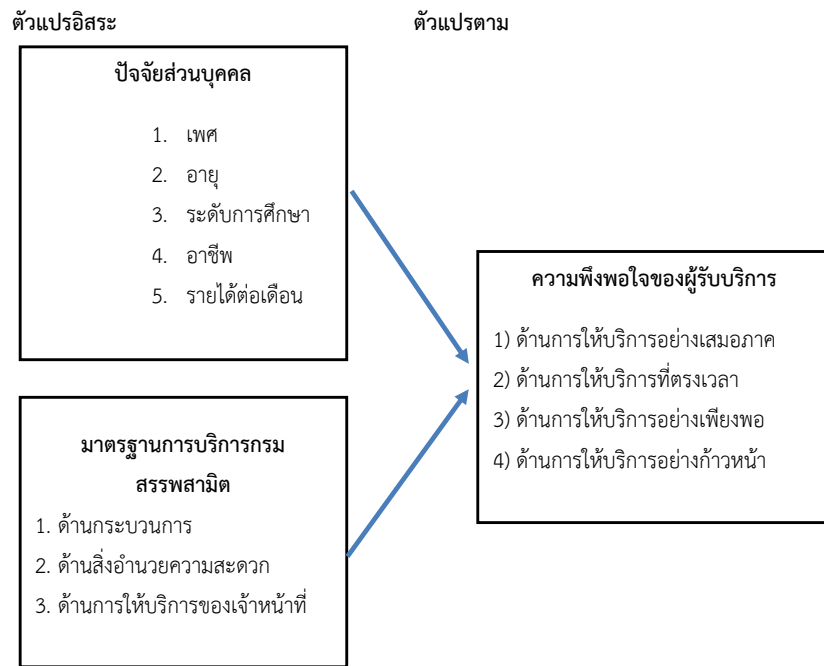 ตัวแปรอิสระ
ตัวแปรตาม
ปัจจัยส่วนบุคคล
1. เพศ
2. อายุ
3. ระดับการศึกษา
4. อาชีพ
5. รายได้ต่อเดือน
มาตรฐานการบริการกรม
สรรพสามิต
1. ด้านกระบวนการ
2. ด้านสิ่งอำนวยความสะดวก
3. ด้านการให้บริการของเจ้าหน้าที่
ความพึงพอใจของผู้รับบริการ
1) ด้านการให้บริการอย่างเสมอภาค
2) ด้านการให้บริการที่ตรงเวลา
3) ด้านการให้บริการอย่างเพียงพอ
4) ด้านการให้บริการอย่างก้าวหน้า